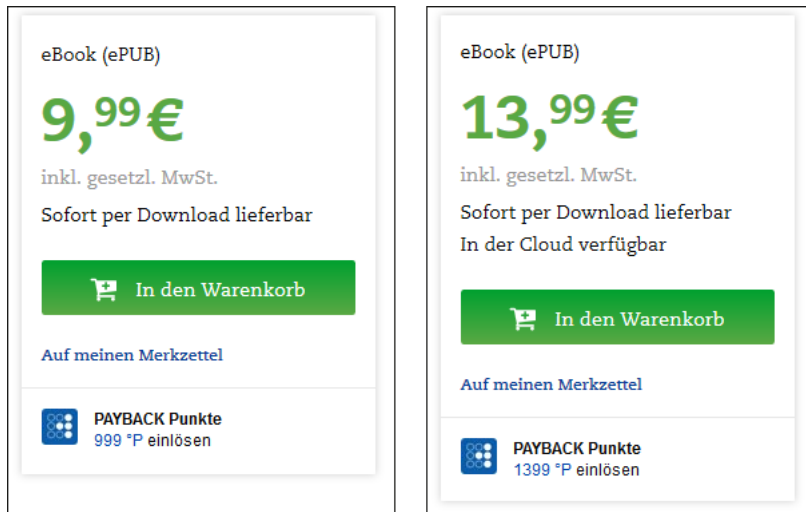 eBook (ePUB)
9,99 €
inkl. gesetzl. MwSt.
Sofort per Download lieferbar
In den Warenkorb
Auf meinen Merkzettel
PAYBACK Punkte
999 °P einlösen
eBook (ePUB)
13,99 €
inkl. gesetzl. MwSt.
Sofort per Download lieferbar
In der Cloud verfügbar
In den Warenkorb
Auf meinen Merkzettel
PAYBACK Punkte
1399 °P einlösen